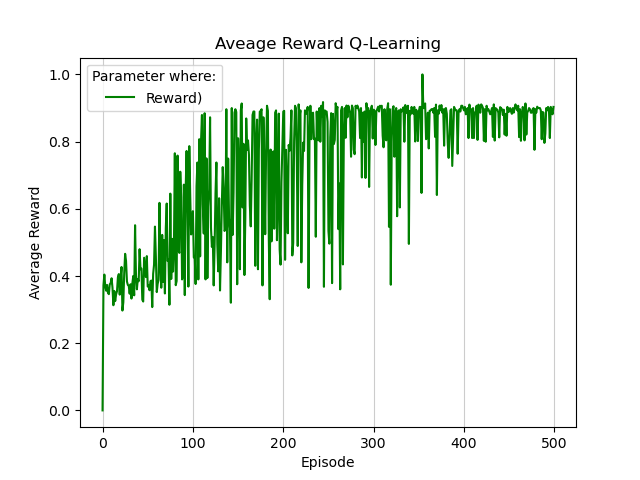 Aveage Reward Q-Learning
Parameter where:
Reward)
1.0
0.8
0.6
0.4
0.2
0.0
Average Reward
0 100 200 300 400 500
Episode